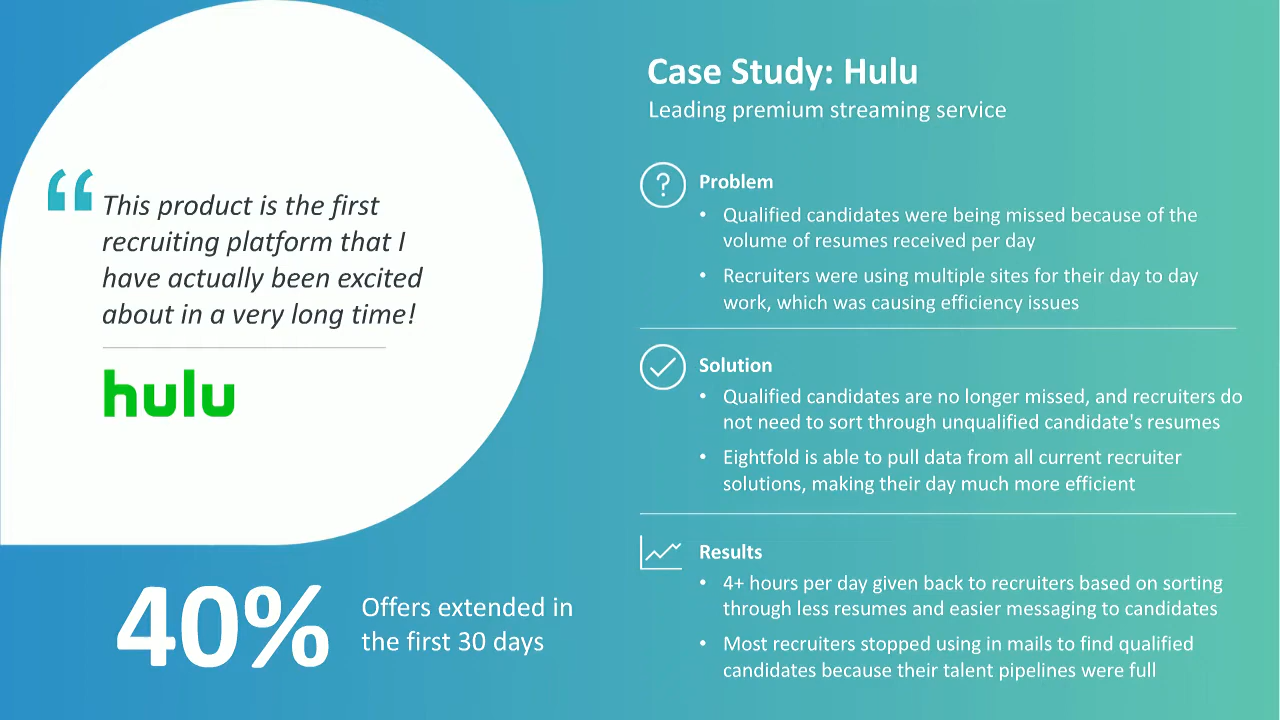 “ This product is the first
recruiting platform that I
have actually been excited
about in a very long time!
hulu
40%
Offers extended in
the first 30 days
Case Study: Hulu
Leading premium streaming service
?
Problem
• Qualified candidates were being missed because of the
volume of resumes received per day
• Recruiters were using multiple sites for their day to day
work, which was causing efficiency issues
Solution
• Qualified candidates are no longer missed, and recruiters do
not need to sort through unqualified candidate's resumes
• Eightfold is able to pull data from all current recruiter
solutions, making their day much more efficient
Results
• 4+ hours per day given back to recruiters based on sorting
through less resumes and easier messaging to candidates
• Most recruiters stopped using in mails to find qualified
candidates because their talent pipelines were full